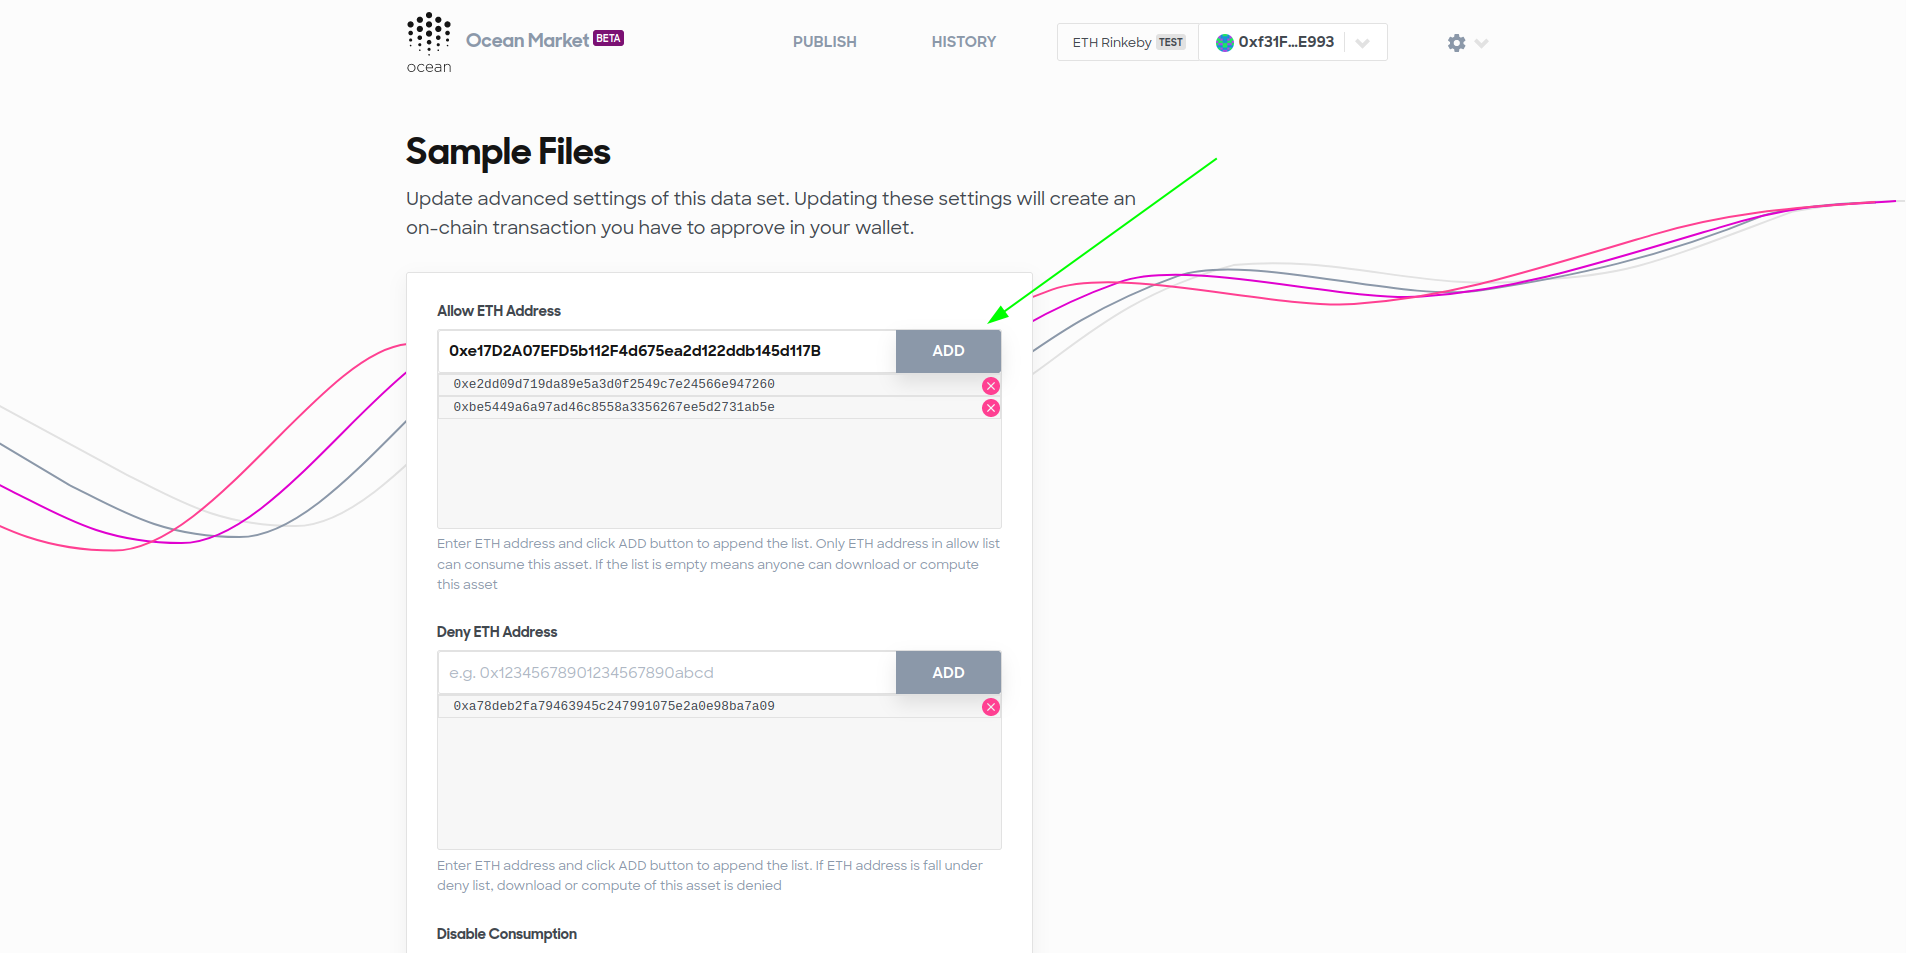 ocean
Ocean Market BETA
PUBLISH
HISTORY
ETH Rinkeby TEST
0xf31F...E993
Sample Files
Update advanced settings of this data set. Updating these settings will create an
on-chain transaction you have to approve in your wallet.
Allow ETH Address
0xe17D2A07EFD5b112F4d675ea2d122ddb145d117B
ADD
0xe2dd09d719da89e5a3d0f2549c7e24566e947260
0xbe5449a6a97ad46c8558a3356267ee5d2731ab5e
Enter ETH address and click ADD button to append the list. Only ETH address in allow list
can consume this asset. If the list is empty means anyone can download or compute
this asset
Deny ETH Address
e.g. 0x12345678901234567890abcd
ADD
0xa78deb2fa79463945c247991075e2a0e98ba7a09
Enter ETH address and click ADD button to append the list. If ETH address is fall under
deny list, download or compute of this asset is denied
Disable Consumption